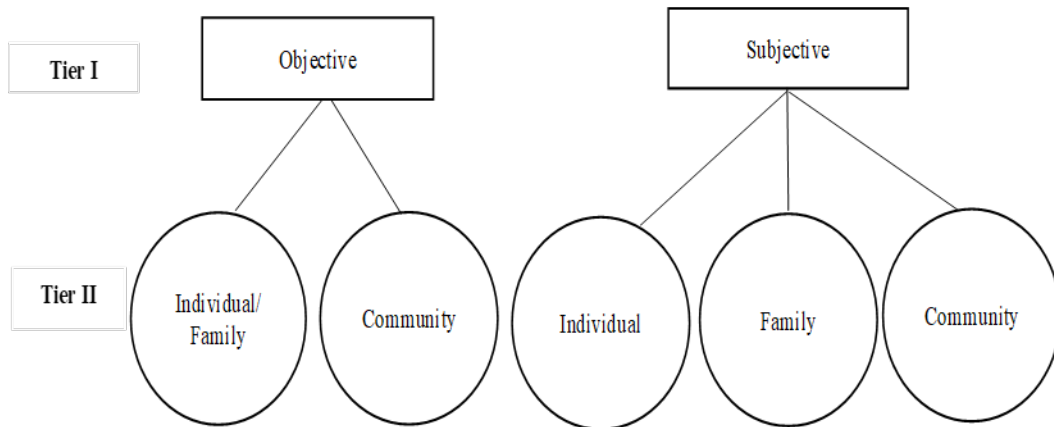 Tier I
Objective
Subjective
Tier II
Individual/
Family
Community
Individual
Family
Community